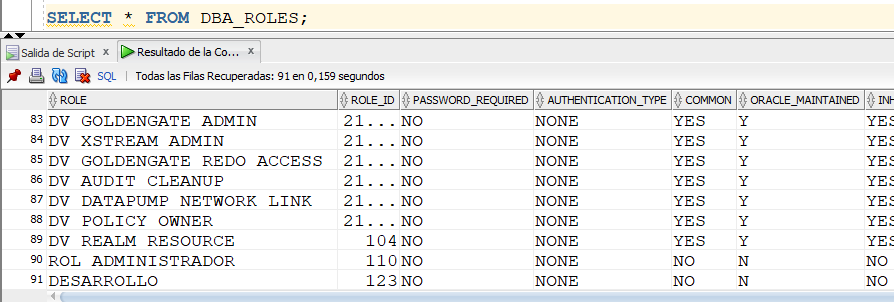 SELECT * FROM DBA_ROLES;
Salida de Script x Resultado de la Co... x
SQL | Todas las Filas Recuperadas: 91 en 0,159 segundos
ROLE ROLE_ID PASSWORD_REQUIRED AUTHENTICATION_TYPE COMMON ORACLE_MAINTAINED INH
83 DV GOLDENGATE ADMIN 21... NO NONE YES Y YES
84 DV XSTREAM ADMIN 21... NO NONE YES Y YES
85 DV GOLDENGATE REDO ACCESS 21... NO NONE YES Y YES
86 DV AUDIT CLEANUP 21... NO NONE YES Y YES
87 DV DATAPUMP NETWORK LINK 21... NO NONE YES Y YES
88 DV POLICY OWNER 21... NO NONE YES Y YES
89 DV REALM RESOURCE 104 NO NONE YES Y YES
90 ROL ADMINISTRADOR 110 NO NONE NO N NO
91 DESARROLLO 123 NO NONE NO N NO